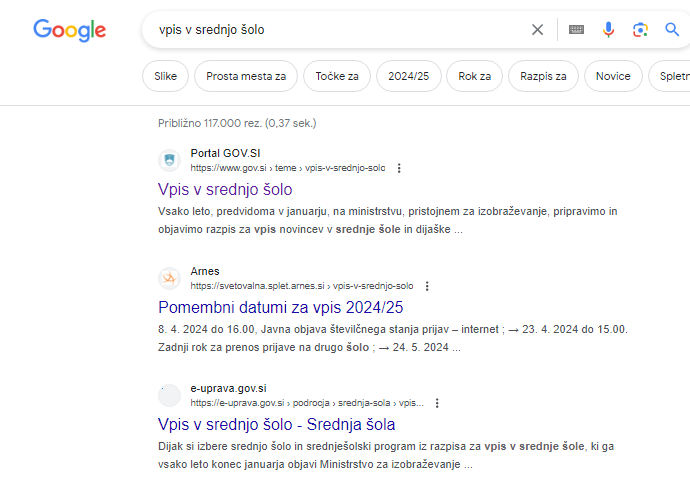 Google
vpis v srednjo šolo
Slike
Prosta mesta za
Točke za
2024/25
Rok za
Razpis za
Novice
Spletn
Približno 117.000 rez. (0,37 sek.)
Portal GOV.SI
https://www.gov.si › teme › vpis-v-srednjo-solo
Vpis v srednjo šolo
Vsako leto, predvidoma v januarju, na ministrstvu, pristojnem za izobraževanje, pripravimo in
objavimo razpis za vpis novincev v srednje šole in dijaške ...
Arnes
https://svetovalna.splet.arnes.si › vpis-v-srednjo-solo
Pomembni datumi za vpis 2024/25
8. 4. 2024 do 16.00, Javna objava številčnega stanja prijav – internet ; → 23. 4. 2024 do 15.00.
Zadnji rok za prenos prijave na drugo šolo ; → 24. 5. 2024 ...
e-uprava.gov.si
https://e-uprava.gov.si › podrocja › srednja-sola › vpis...
Vpis v srednjo šolo - Srednja šola
Dijak si izbere srednjo šolo in srednješolski program iz razpisa za vpis v srednje šole, ki ga
vsako leto konec januarja objavi Ministrstvo za izobraževanje ...